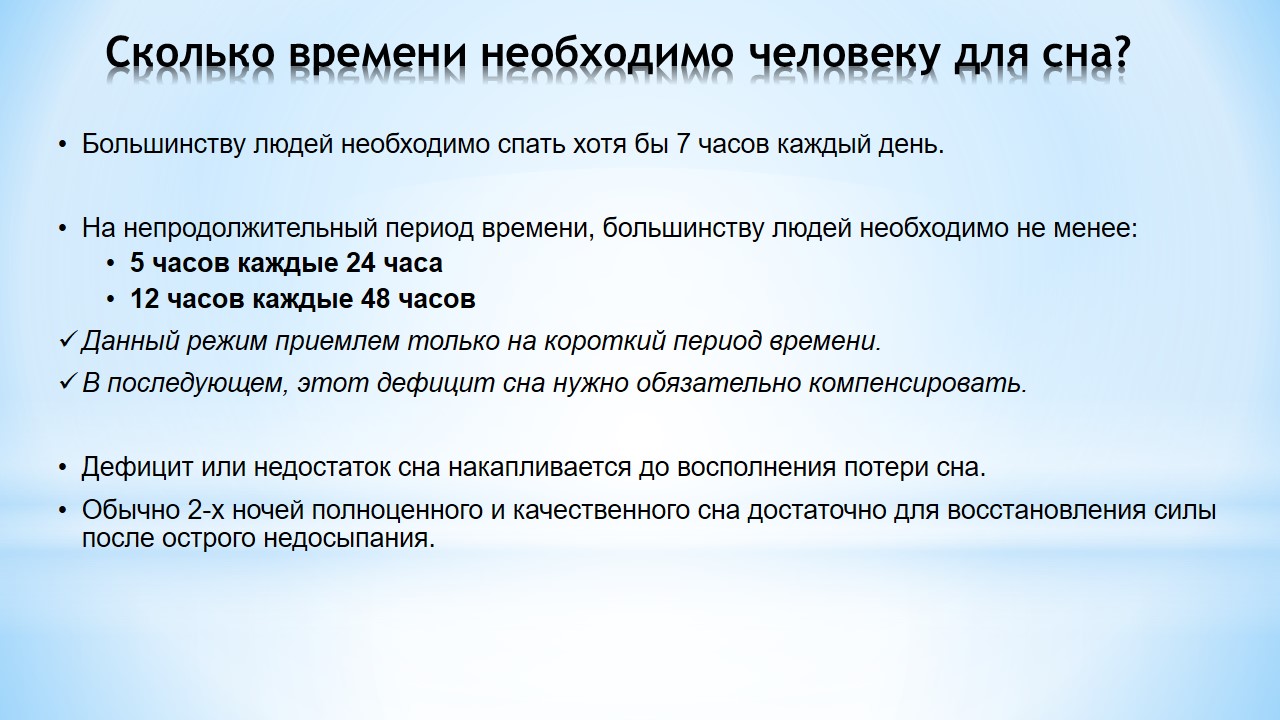 Сколько времени необходимо человеку для сна?
• Большинству людей необходимо спать хотя бы 7 часов каждый день.
• На непродолжительный период времени, большинству людей необходимо не менее:
• 5 часов каждые 24 часа
• 12 часов каждые 48 часов
✓ Данный режим приемлем только на короткий период времени.
✓ В последующем, этот дефицит сна нужно обязательно компенсировать.
• Дефицит или недостаток сна накапливается до восполнения потери сна.
• Обычно 2-х ночей полноценного и качественного сна достаточно для восстановления силы
после острого недосыпания.